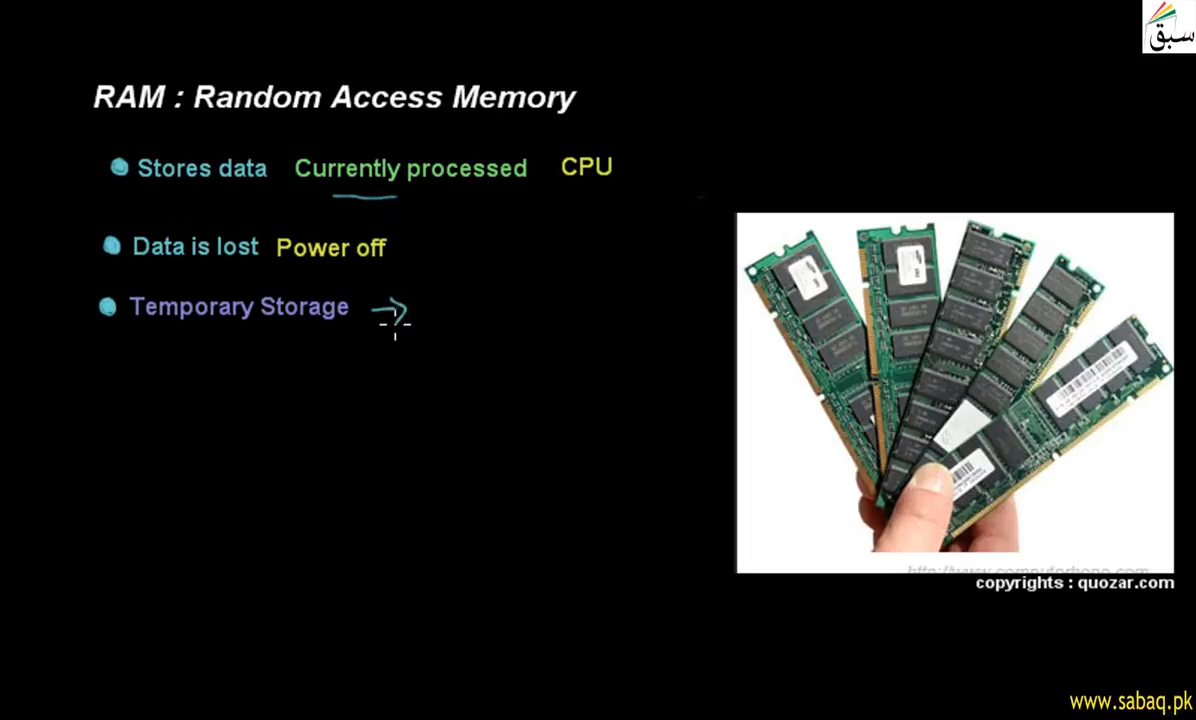 سبق
RAM : Random Access Memory
Stores data Currently processed CPU
Data is lost Power off
Temporary Storage
copyrights : quozar.com
www.sabaq.pk